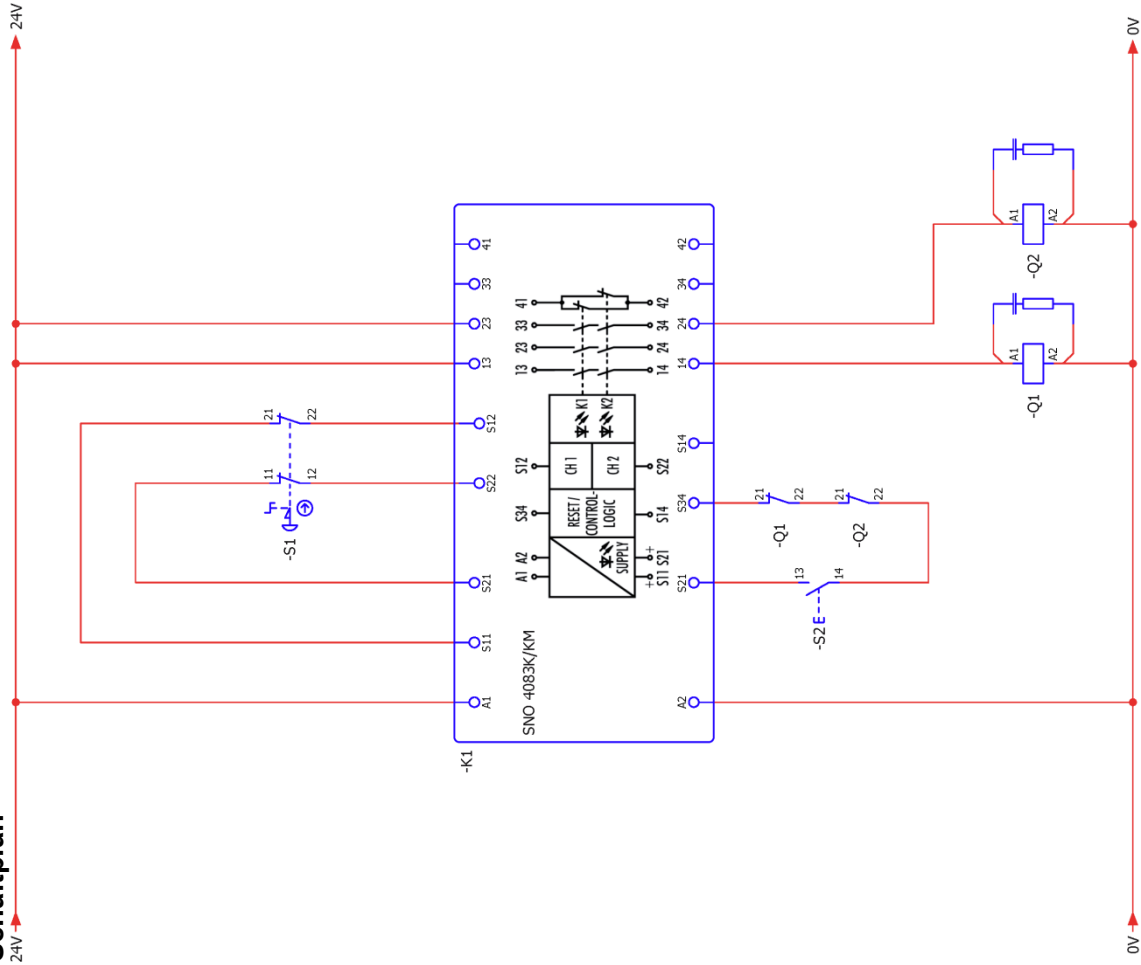 Schaltplan
24V
24V
-S1
11
12
21
22
A1
S11
S21
S22
S12
13
23
33
41
-K1
SNO 4083K/KM
A1
A2
S34
S12
13
23
33
41
SUPPLY
RESET/
CONTROL-
LOGIC
CH 1
CH 2
K1
K2
+
S11
S21
+
S14
S22
14
24
34
42
A2
S21
S34
S14
14
24
34
42
-S2
13
14
-Q1
21
22
-Q2
21
22
-Q1
A1
A2
-Q2
A1
A2
0V
0V